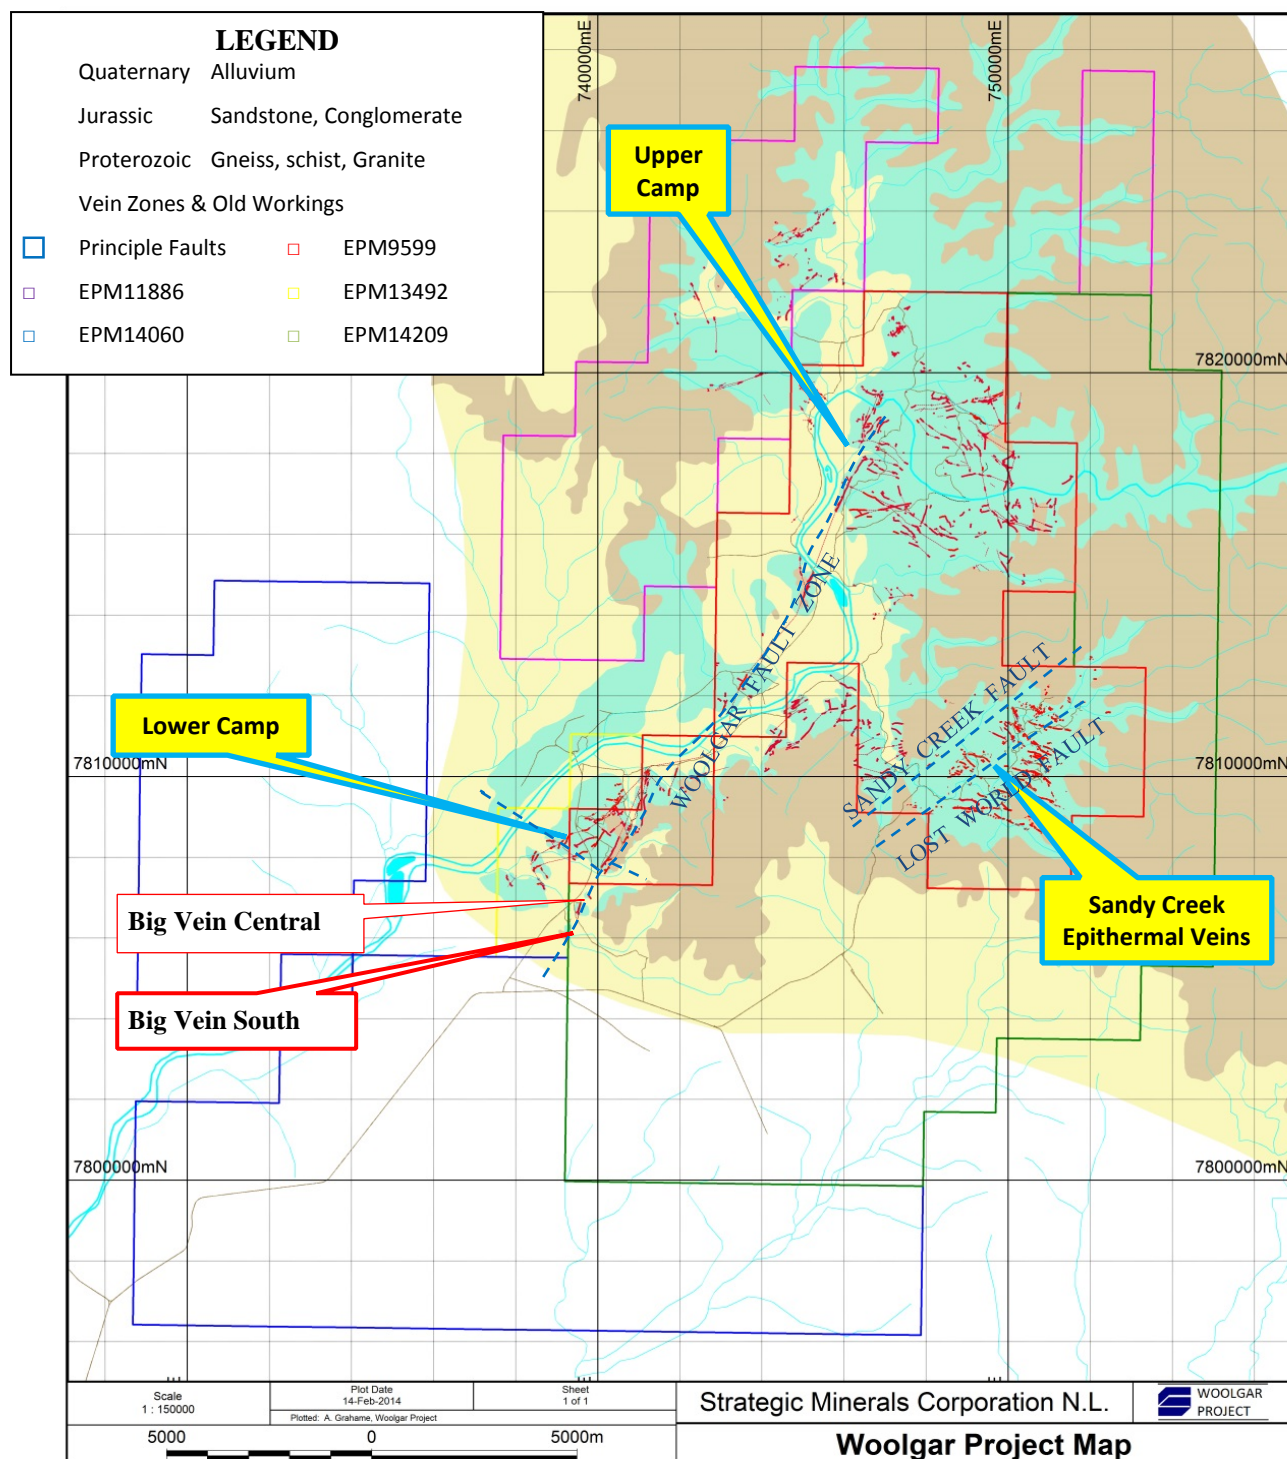 LEGEND
Quaternary Alluvium
Jurassic Sandstone, Conglomerate
Proterozoic Gneiss, schist, Granite
Vein Zones & Old Workings
Principle Faults EPM9599
EPM11886 EPM13492
EPM14060 EPM14209
740000mE
750000mE
Upper
Camp
7820000mN
WOOLGAR FAULT ZONE
SANDY CREEK FAULT
LOST WORLD FAULT
Lower Camp
7810000mN
7810000mN
Big Vein Central
Sandy Creek
Epithermal Veins
Big Vein South
7800000mN
7800000mN
Scale
1 : 150000
Plot Date
14-Feb-2014
Sheet
1 of 1
Plotted: A. Grahame, Woolgar Project
Strategic Minerals Corporation N.L.
WOOLGAR
PROJECT
5000 0 5000m
Woolgar Project Map